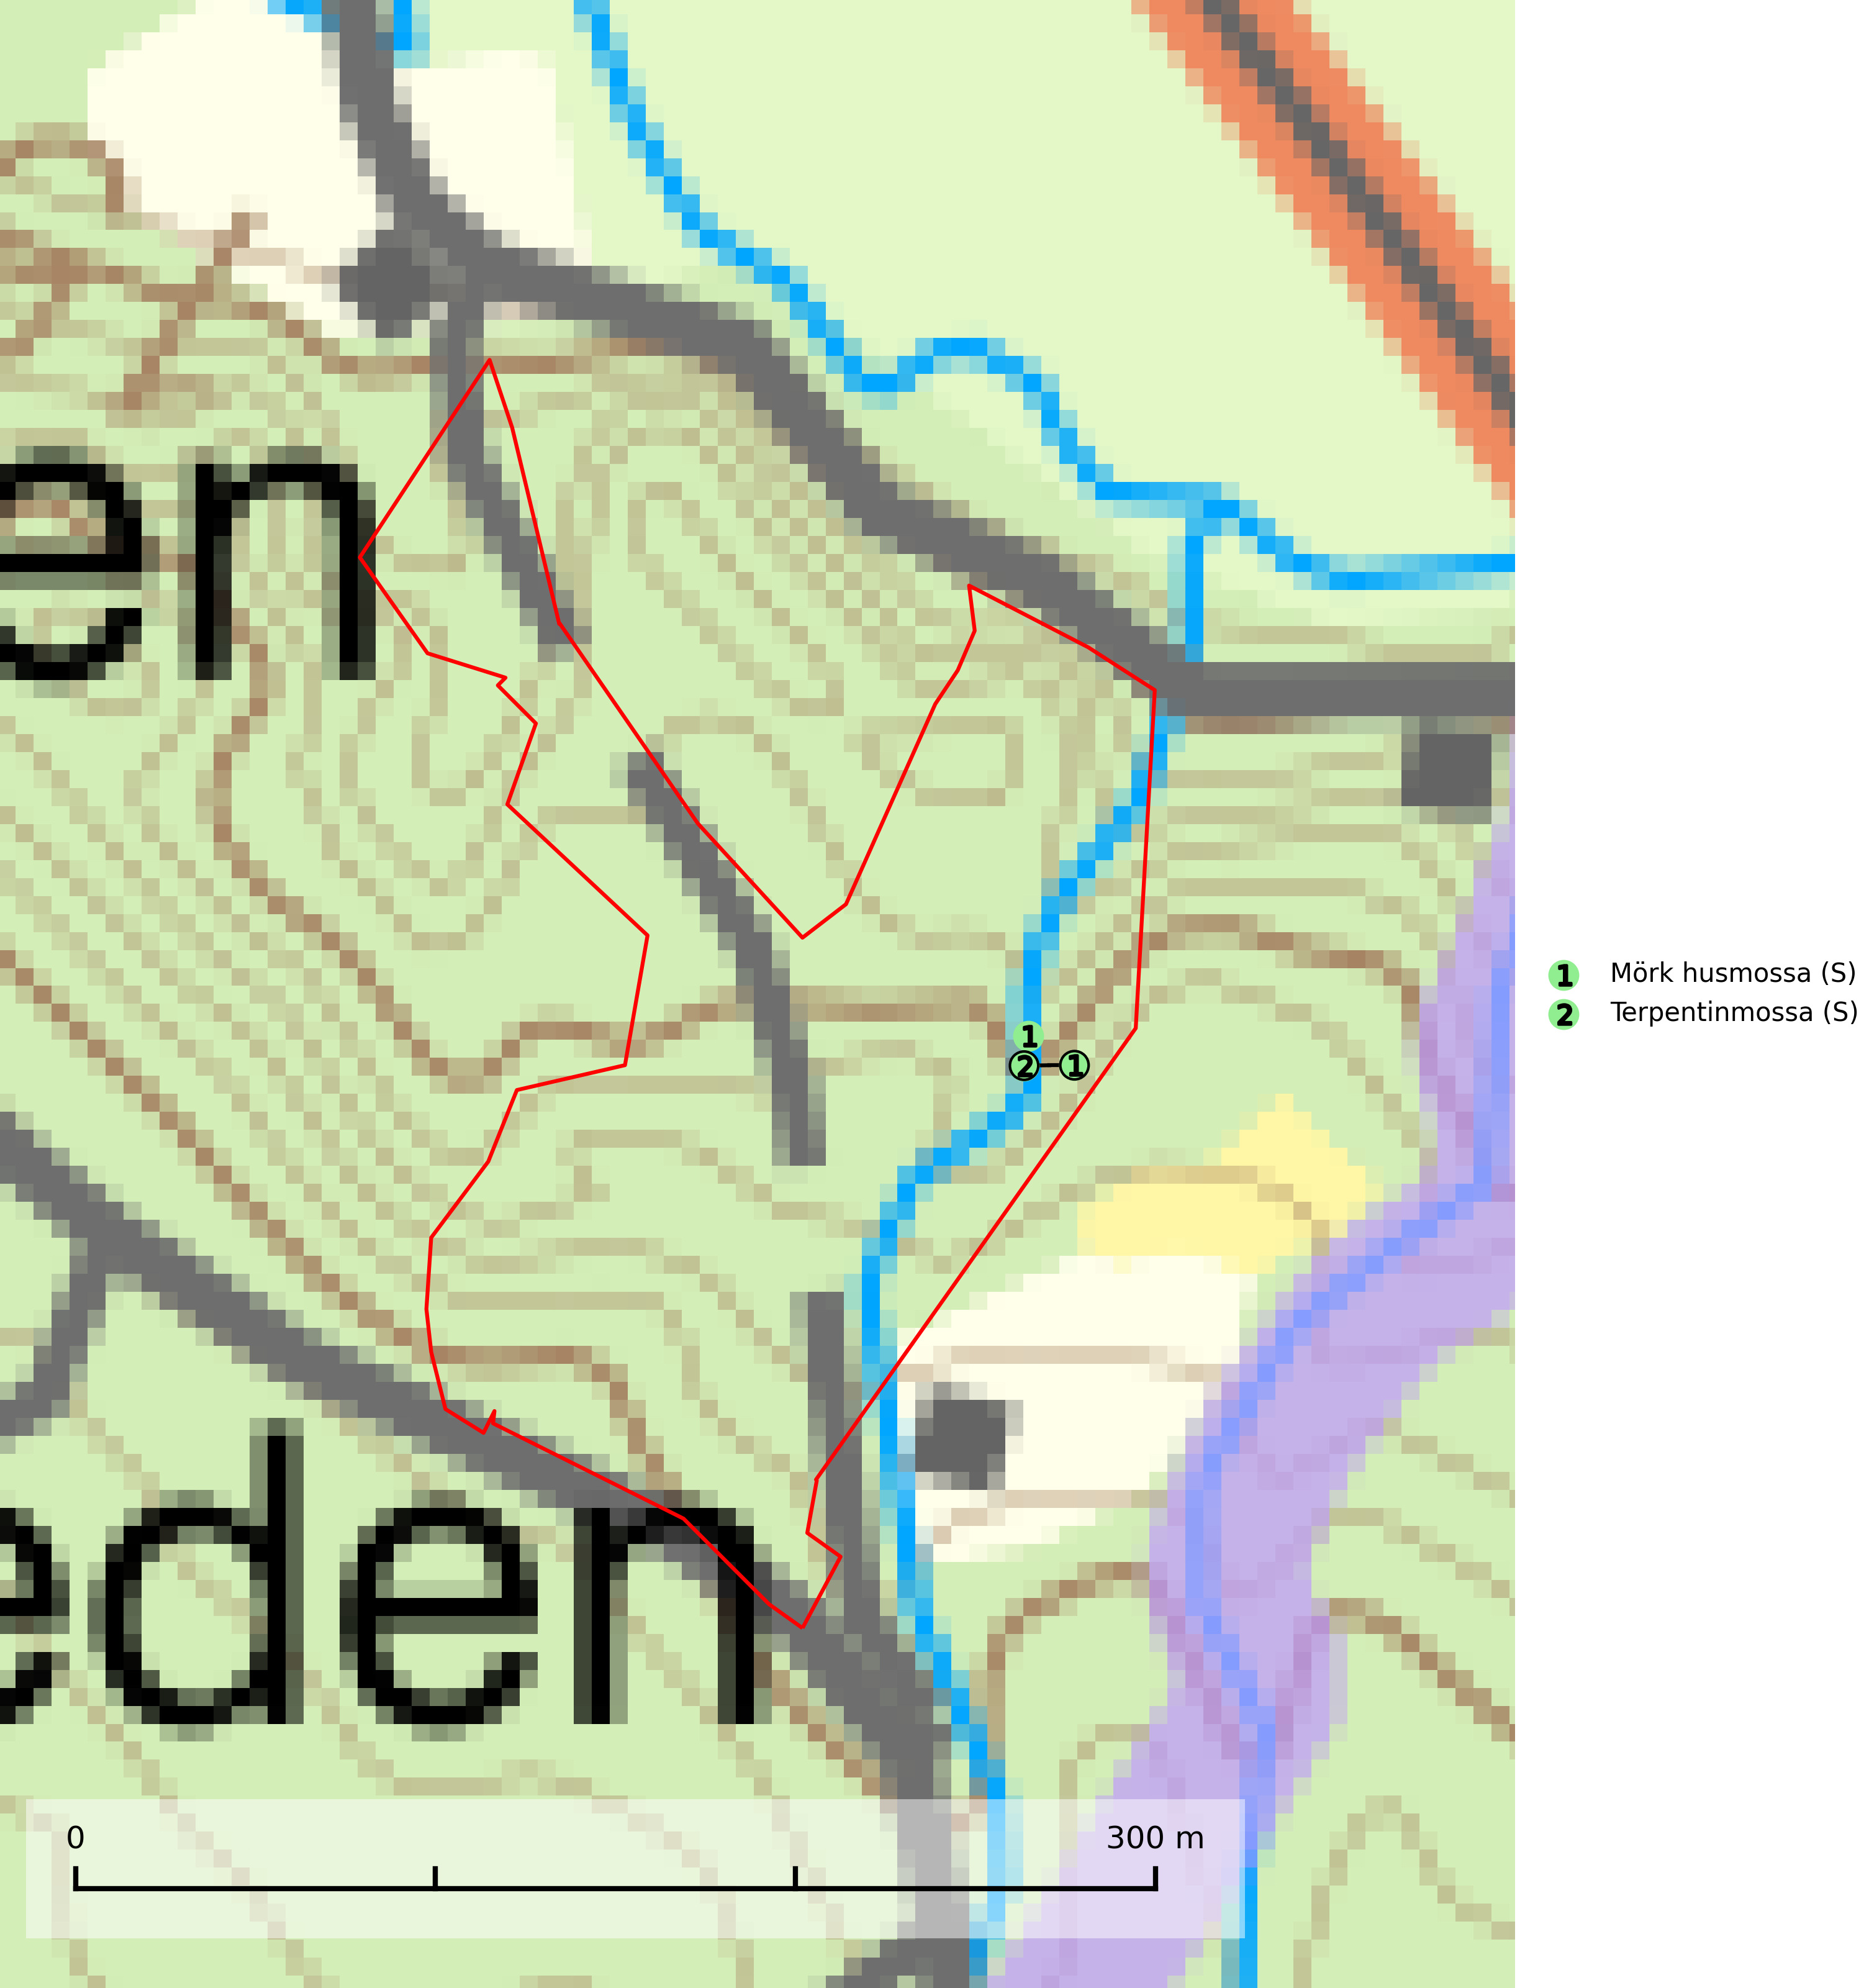 en
eden
1
2
1
1 Mörk husmossa (S)
2 Terpentinmossa (S)
0 300 m